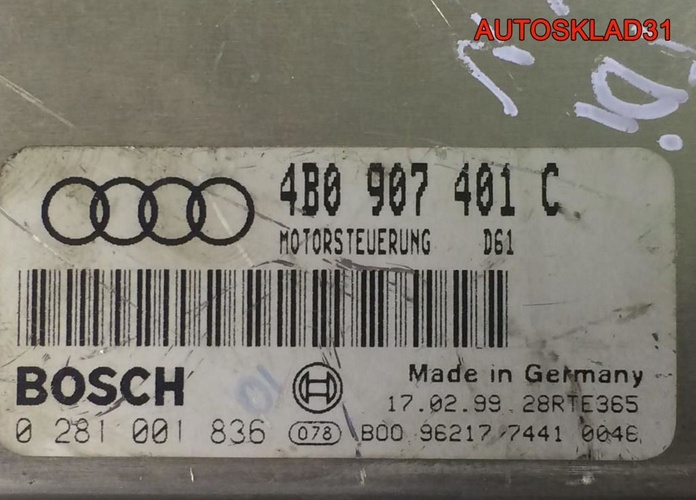 AUTOSKLAD31
4B0 907 401 C
MOTORSTEUERUNG D61
BOSCH
Made in Germany
17.02.99 28RTE365
0 281 001 836 078 B00 96217 7441 0046
01